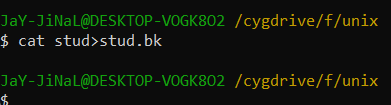 JaY-JiNaL@DESKTOP-VOGK8O2 /cygdrive/f/unix
$ cat stud>stud.bk
JaY-JiNaL@DESKTOP-VOGK8O2 /cygdrive/f/unix
$